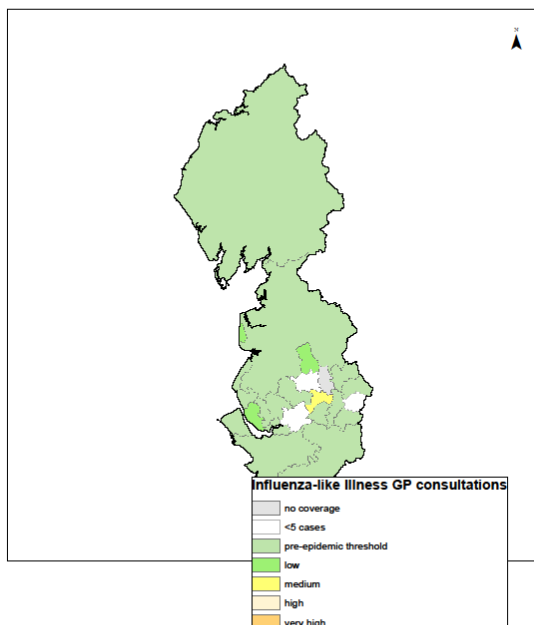 N
Influenza-like Illness GP consultations
no coverage
<5 cases
pre-epidemic threshold
low
medium
high
very high